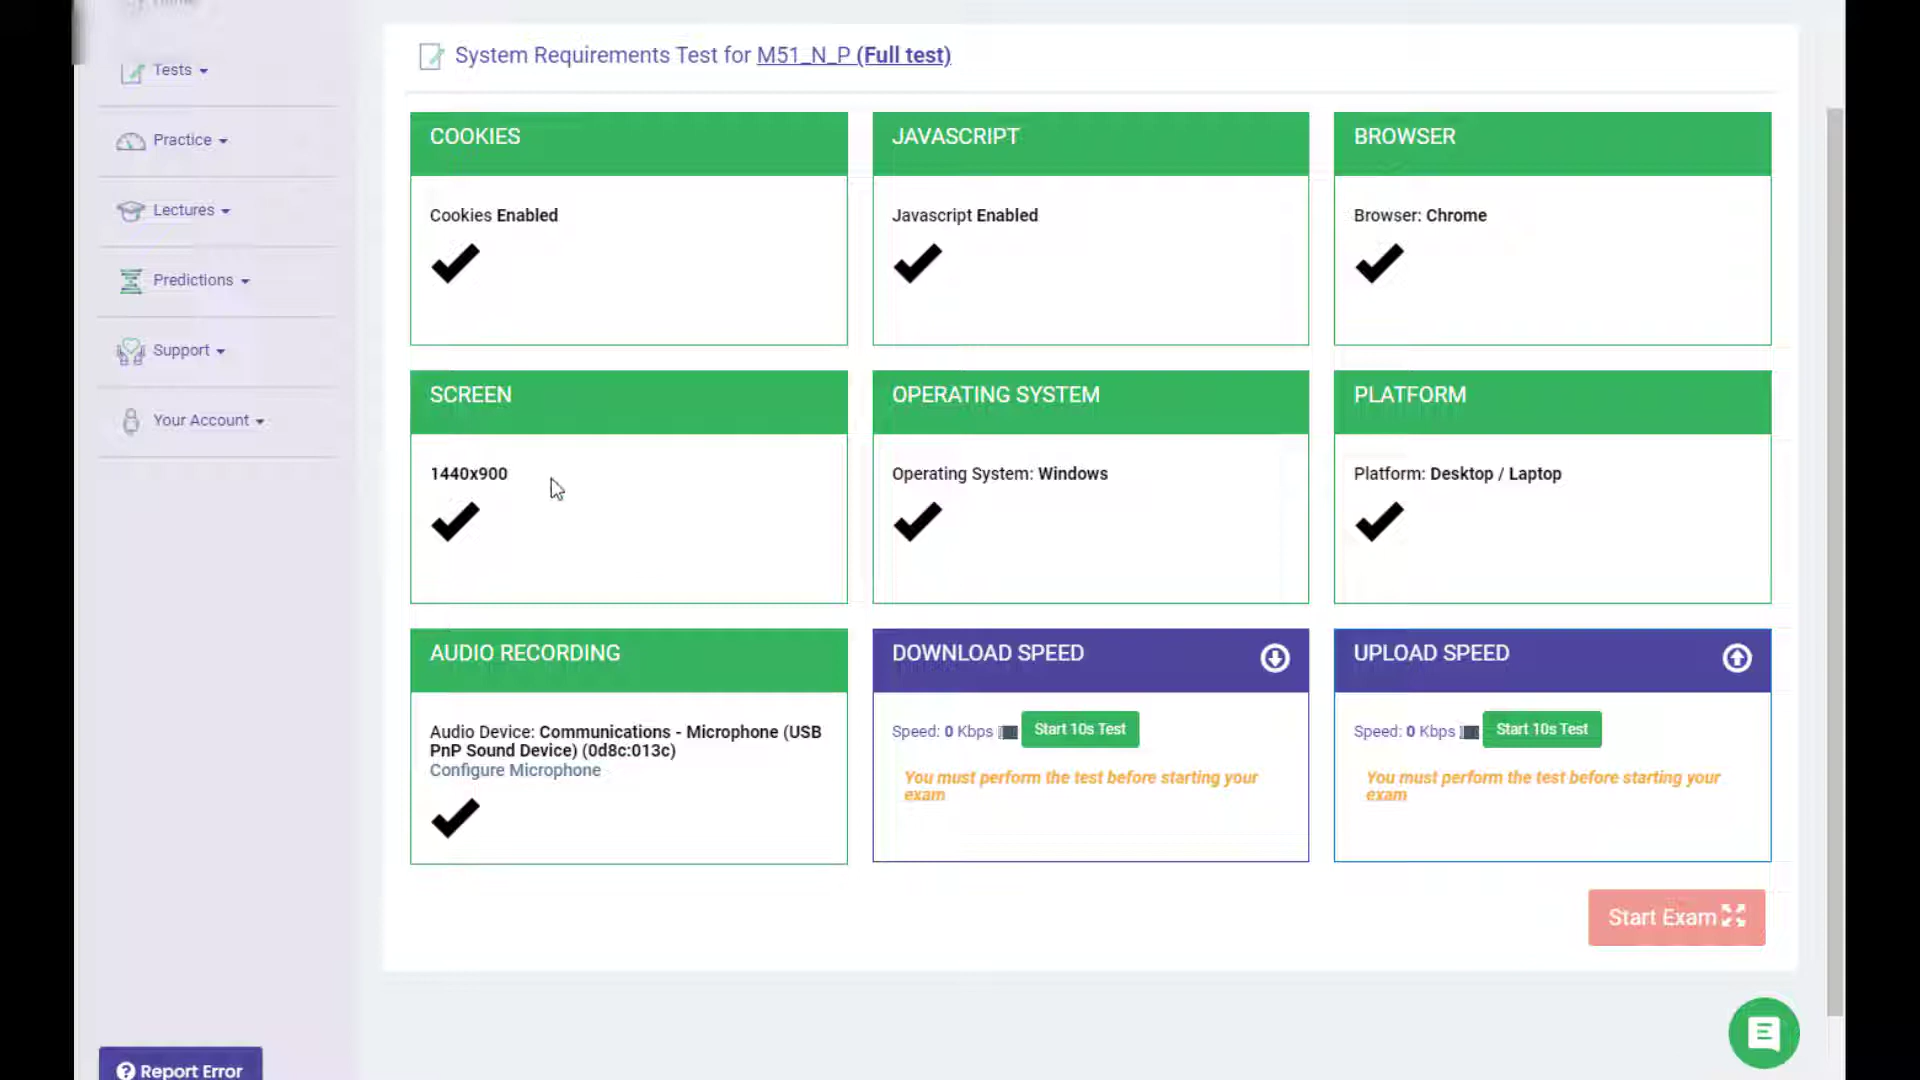 Tests
Practice
Lectures
Predictions
Support
Your Account
Report Error
System Requirements Test for M51_N_P (Full test)
COOKIES
Cookies Enabled
JAVASCRIPT
Javascript Enabled
BROWSER
Browser: Chrome
SCREEN
1440x900
OPERATING SYSTEM
Operating System: Windows
PLATFORM
Platform: Desktop / Laptop
AUDIO RECORDING
Audio Device: Communications - Microphone (USB
PnP Sound Device) (0d8c:013c)
Configure Microphone
DOWNLOAD SPEED
Speed: 0 Kbps
Start 10s Test
You must perform the test before starting your
exam
UPLOAD SPEED
Speed: 0 Kbps
Start 10s Test
You must perform the test before starting your
exam
Start Exam